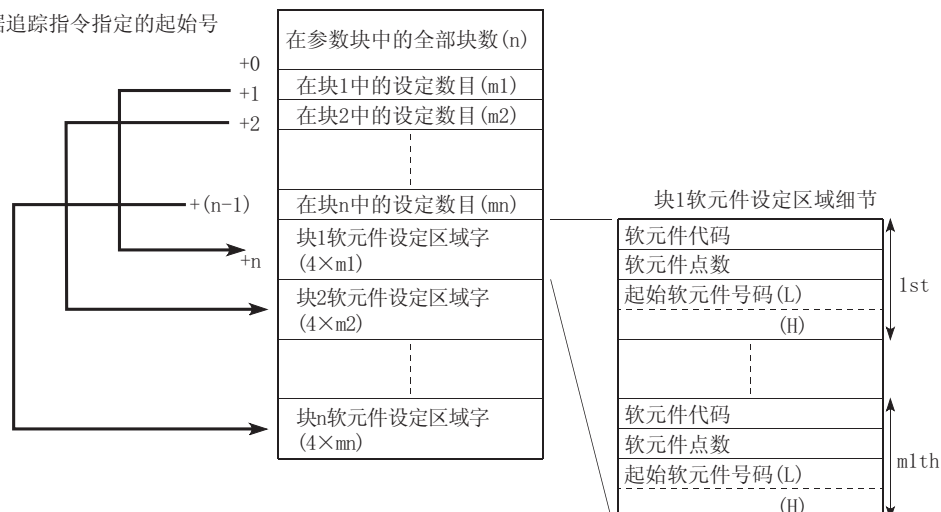 据追踪指令指定的起始号
+0
+1
+2
+(n-1)
+n
在参数块中的全部块数(n)
在块1中的设定数目(m1)
在块2中的设定数目(m2)
在块n中的设定数目(mn)
块1软元件设定区域字
(4×m1)
块2软元件设定区域字
(4×m2)
块n软元件设定区域字
(4×mn)
块1软元件设定区域细节
软元件代码
软元件点数
起始软元件号码(L)
(H)
1st
软元件代码
软元件点数
起始软元件号码(L)
(H)
m1th